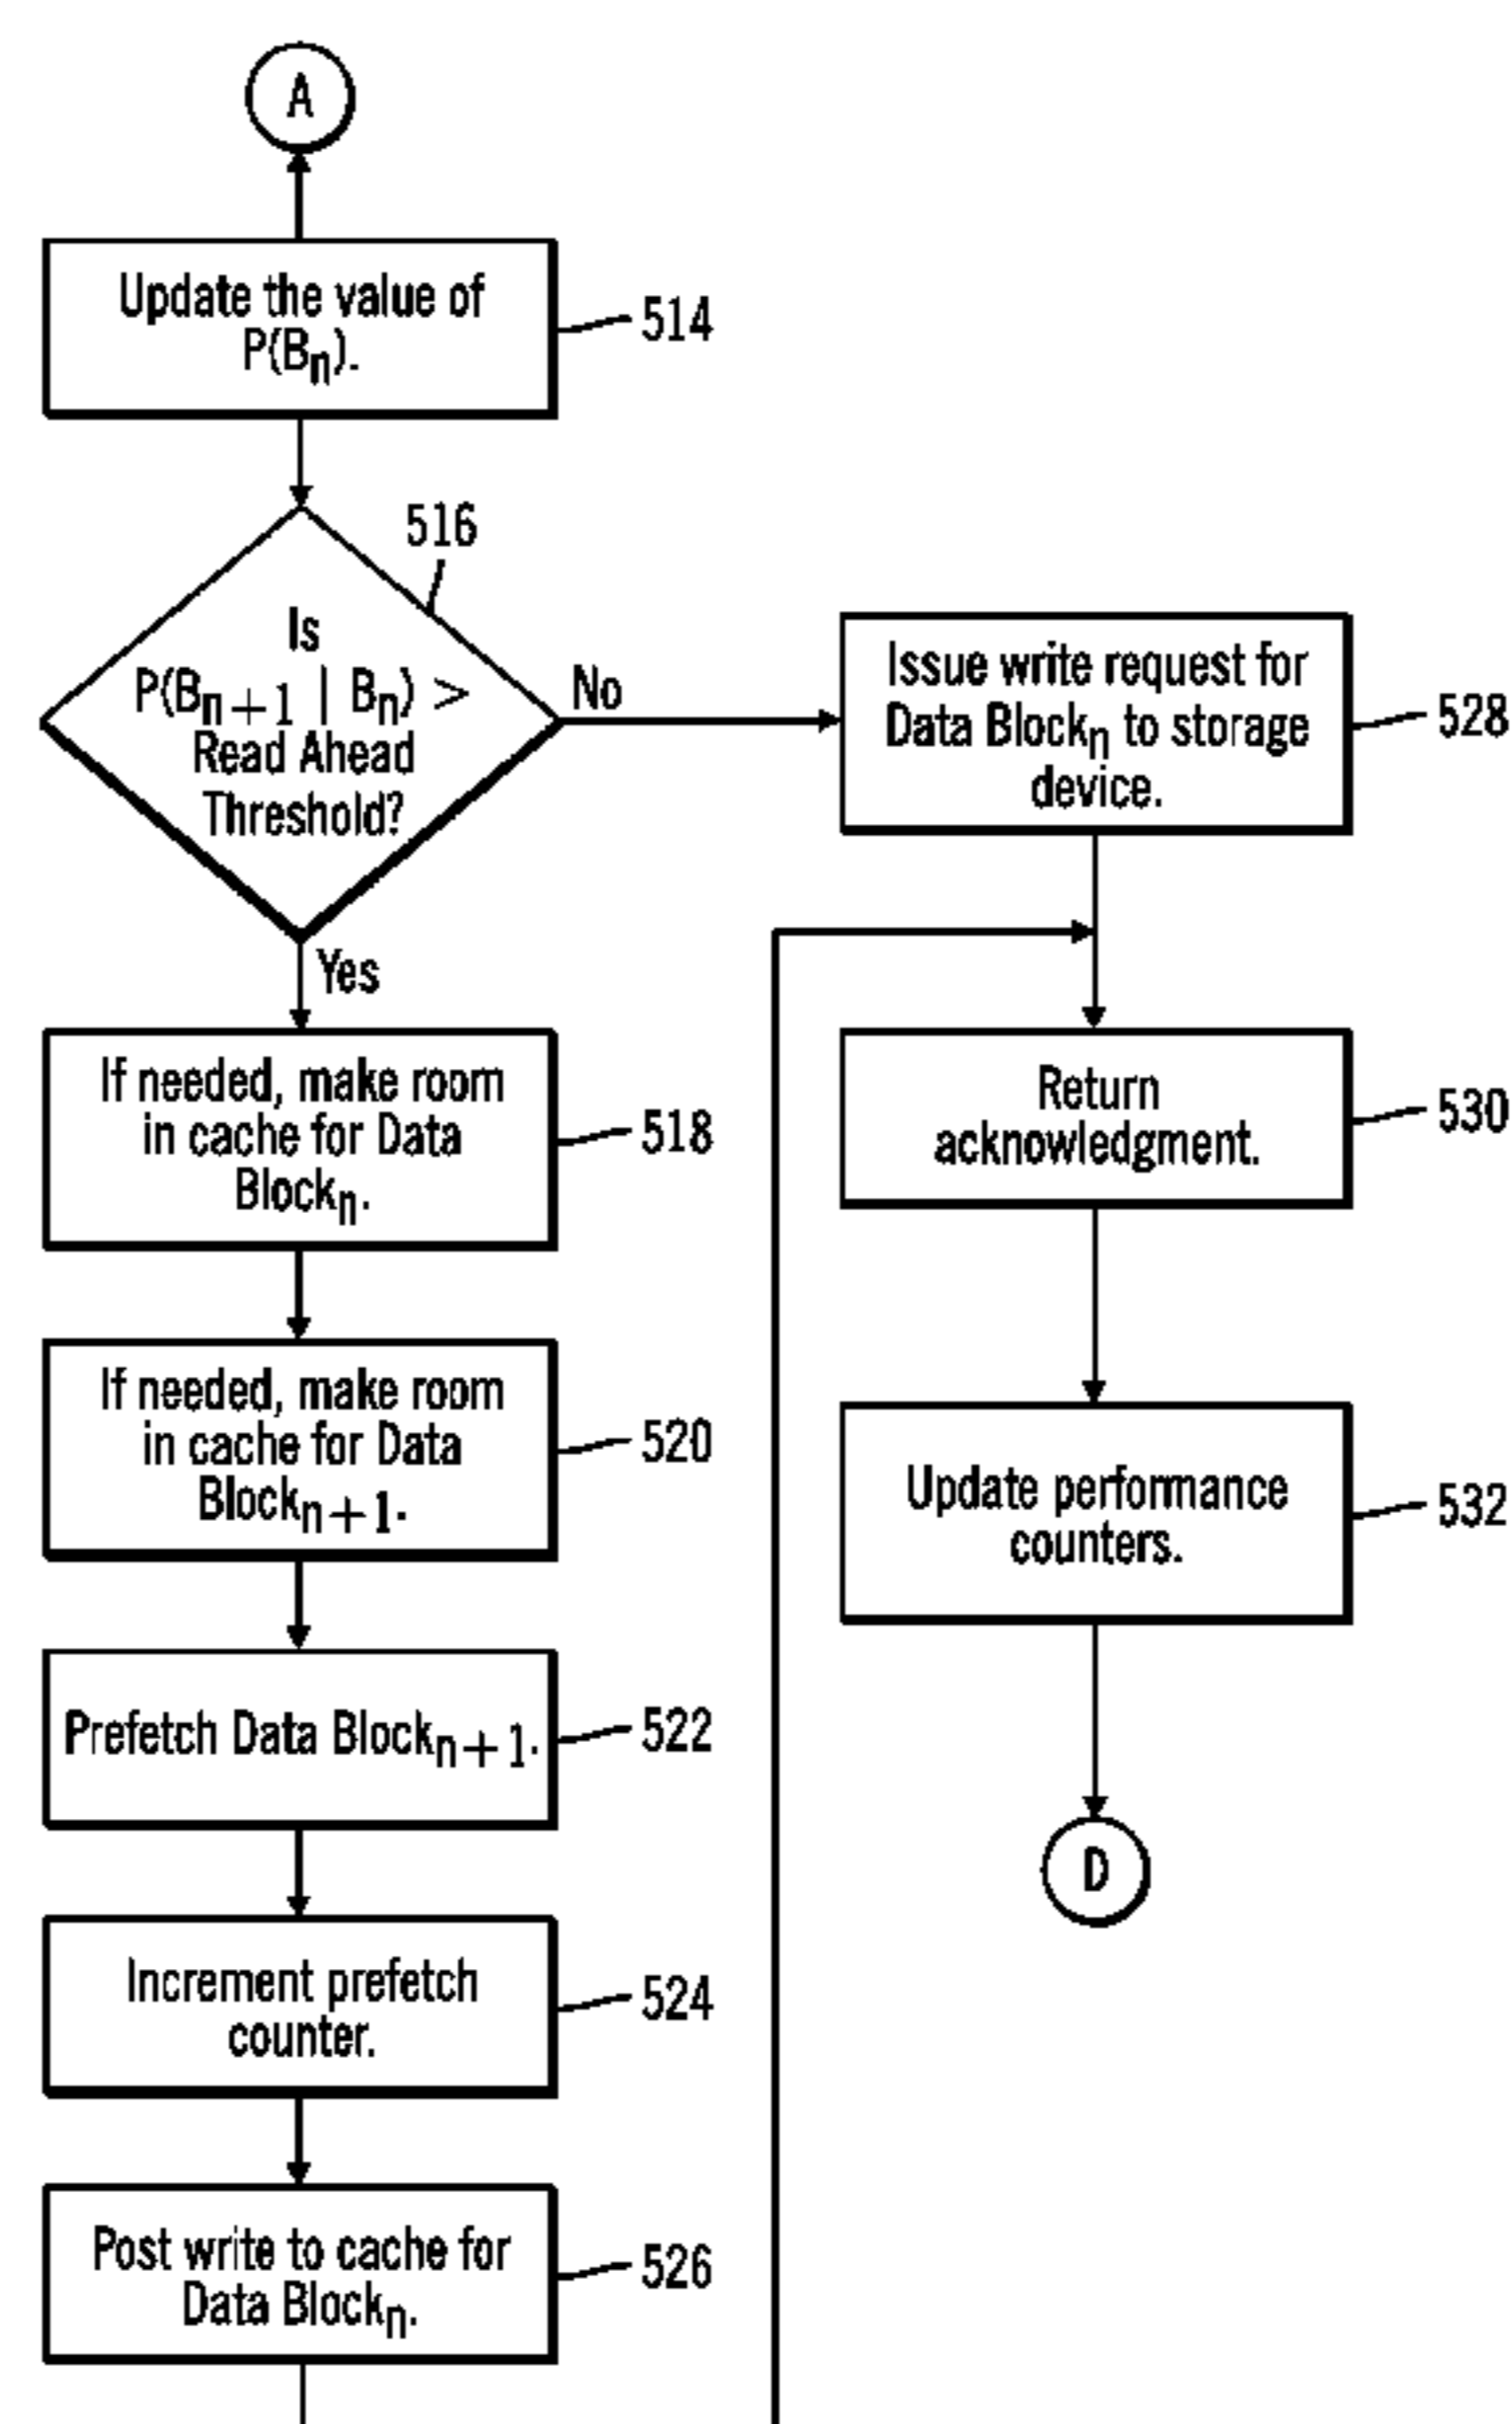 A
Update the value of
P(Bn).
514
516
Is
P(Bn+1 | Bn) >
Read Ahead
Threshold?
No
Yes
If needed, make room
in cache for Data
Blockn.
518
If needed, make room
in cache for Data
Blockn+1.
520
Prefetch Data Blockn+1.
522
Increment prefetch
counter.
524
Post write to cache for
Data Blockn.
526
Issue write request for
Data Blockn to storage
device.
528
Return
acknowledgment.
530
Update performance
counters.
532
D